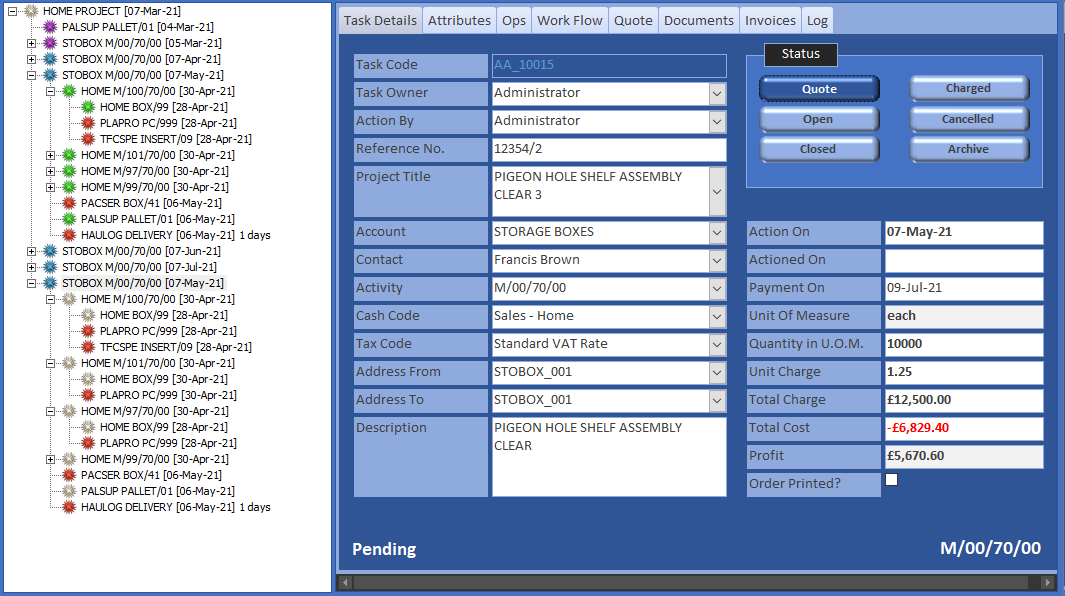 HOME PROJECT [07-Mar-21]
PALSUP PALLET/01 [04-Mar-21]
STOBOX M/00/70/00 [05-Mar-21]
STOBOX M/00/70/00 [07-Apr-21]
STOBOX M/00/70/00 [07-May-21]
HOME M/100/70/00 [30-Apr-21]
HOME BOX/99 [28-Apr-21]
PLAPRO PC/999 [28-Apr-21]
TFCSPE INSERT/09 [28-Apr-21]
HOME M/101/70/00 [30-Apr-21]
HOME M/97/70/00 [30-Apr-21]
HOME M/99/70/00 [30-Apr-21]
PACSER BOX/41 [06-May-21]
PALSUP PALLET/01 [06-May-21]
HAULOG DELIVERY [06-May-21] 1 days
STOBOX M/00/70/00 [07-Jun-21]
STOBOX M/00/70/00 [07-Jul-21]
STOBOX M/00/70/00 [07-May-21]
HOME M/100/70/00 [30-Apr-21]
HOME BOX/99 [28-Apr-21]
PLAPRO PC/999 [28-Apr-21]
TFCSPE INSERT/09 [28-Apr-21]
HOME M/101/70/00 [30-Apr-21]
HOME BOX/99 [30-Apr-21]
PLAPRO PC/999 [30-Apr-21]
HOME M/97/70/00 [30-Apr-21]
HOME BOX/99 [28-Apr-21]
PLAPRO PC/999 [28-Apr-21]
HOME M/99/70/00 [30-Apr-21]
PACSER BOX/41 [06-May-21]
PALSUP PALLET/01 [06-May-21]
HAULOG DELIVERY [06-May-21] 1 days
Task Details Attributes Ops Work Flow Quote Documents Invoices Log
Task Code AA_10015
Task Owner Administrator
Action By Administrator
Reference No. 12354/2
Project Title PIGEON HOLE SHELF ASSEMBLY
CLEAR 3
Account STORAGE BOXES
Contact Francis Brown
Activity M/00/70/00
Cash Code Sales - Home
Tax Code Standard VAT Rate
Address From STOBOX_001
Address To STOBOX_001
Description PIGEON HOLE SHELF ASSEMBLY
CLEAR
Status
Quote Charged
Open Cancelled
Closed Archive
Action On 07-May-21
Actioned On
Payment On 09-Jul-21
Unit Of Measure each
Quantity in U.O.M. 10000
Unit Charge 1.25
Total Charge £12,500.00
Total Cost -£6,829.40
Profit £5,670.60
Order Printed?
Pending M/00/70/00